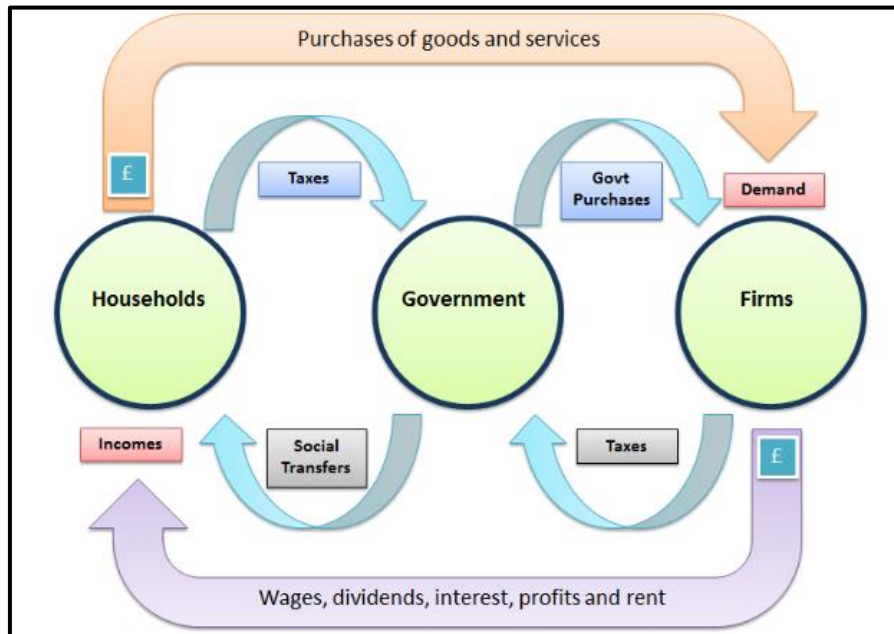 Purchases of goods and services
£
Taxes
Govt
Purchases
Demand
Households
Government
Firms
Incomes
Social
Transfers
Taxes
£
Wages, dividends, interest, profits and rent